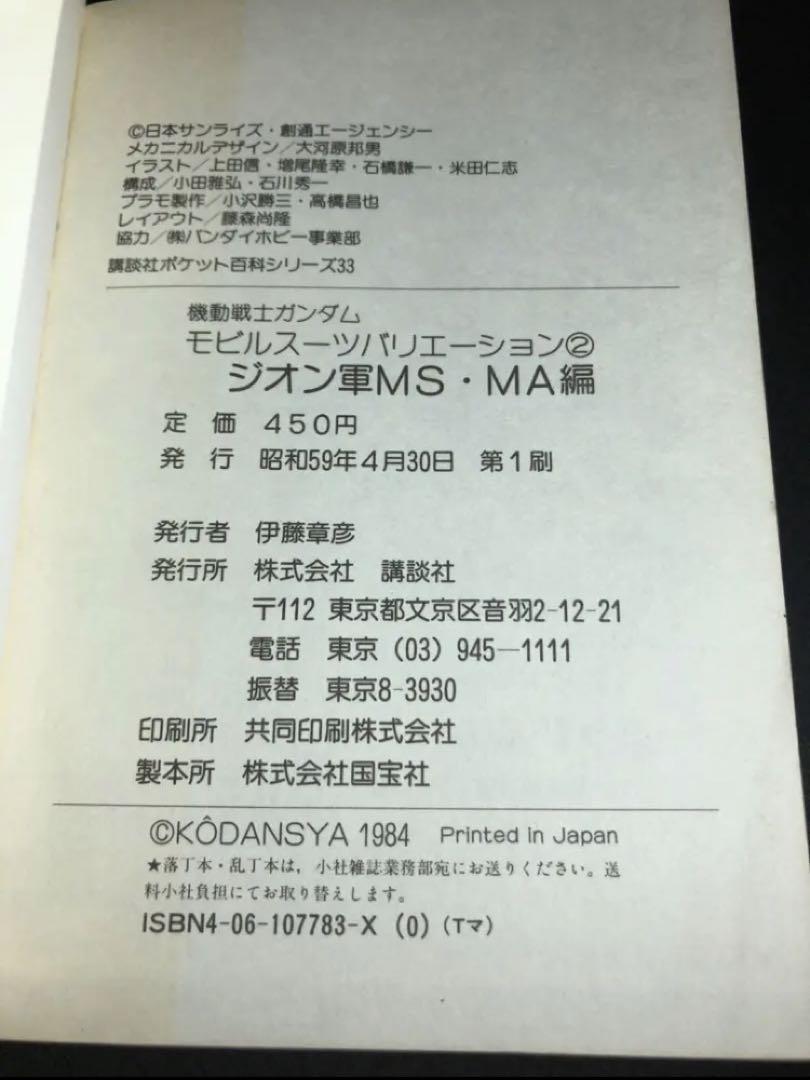 ©日本サンライズ・創通エージェンシー
メカニカルデザイン／大河原邦男
イラスト／上田信・増尾隆幸・石橋謙一・米田仁志
構成／小田雅弘・石川秀一
プラモ製作／小沢勝三・高橋昌也
レイアウト／藤森尚隆
協力／㈱バンダイホビー事業部
講談社ポケット百科シリーズ33
機動戦士ガンダム
モビルスーツバリエーション②
ジオン軍MS・MA編
定 価 450円
発 行 昭和59年4月30日 第1刷
発行者 伊藤章彦
発行所 株式会社 講談社
〒112 東京都文京区音羽2-12-21
電話 東京(03)945―1111
振替 東京8-3930
印刷所 共同印刷株式会社
製本所 株式会社国宝社
©KÔDANSYA 1984 Printed in Japan
★落丁本・乱丁本は，小社雑誌業務部宛にお送りください。送
料小社負担にてお取り替えします。
ISBN4-06-107783-X (0) (Tマ)